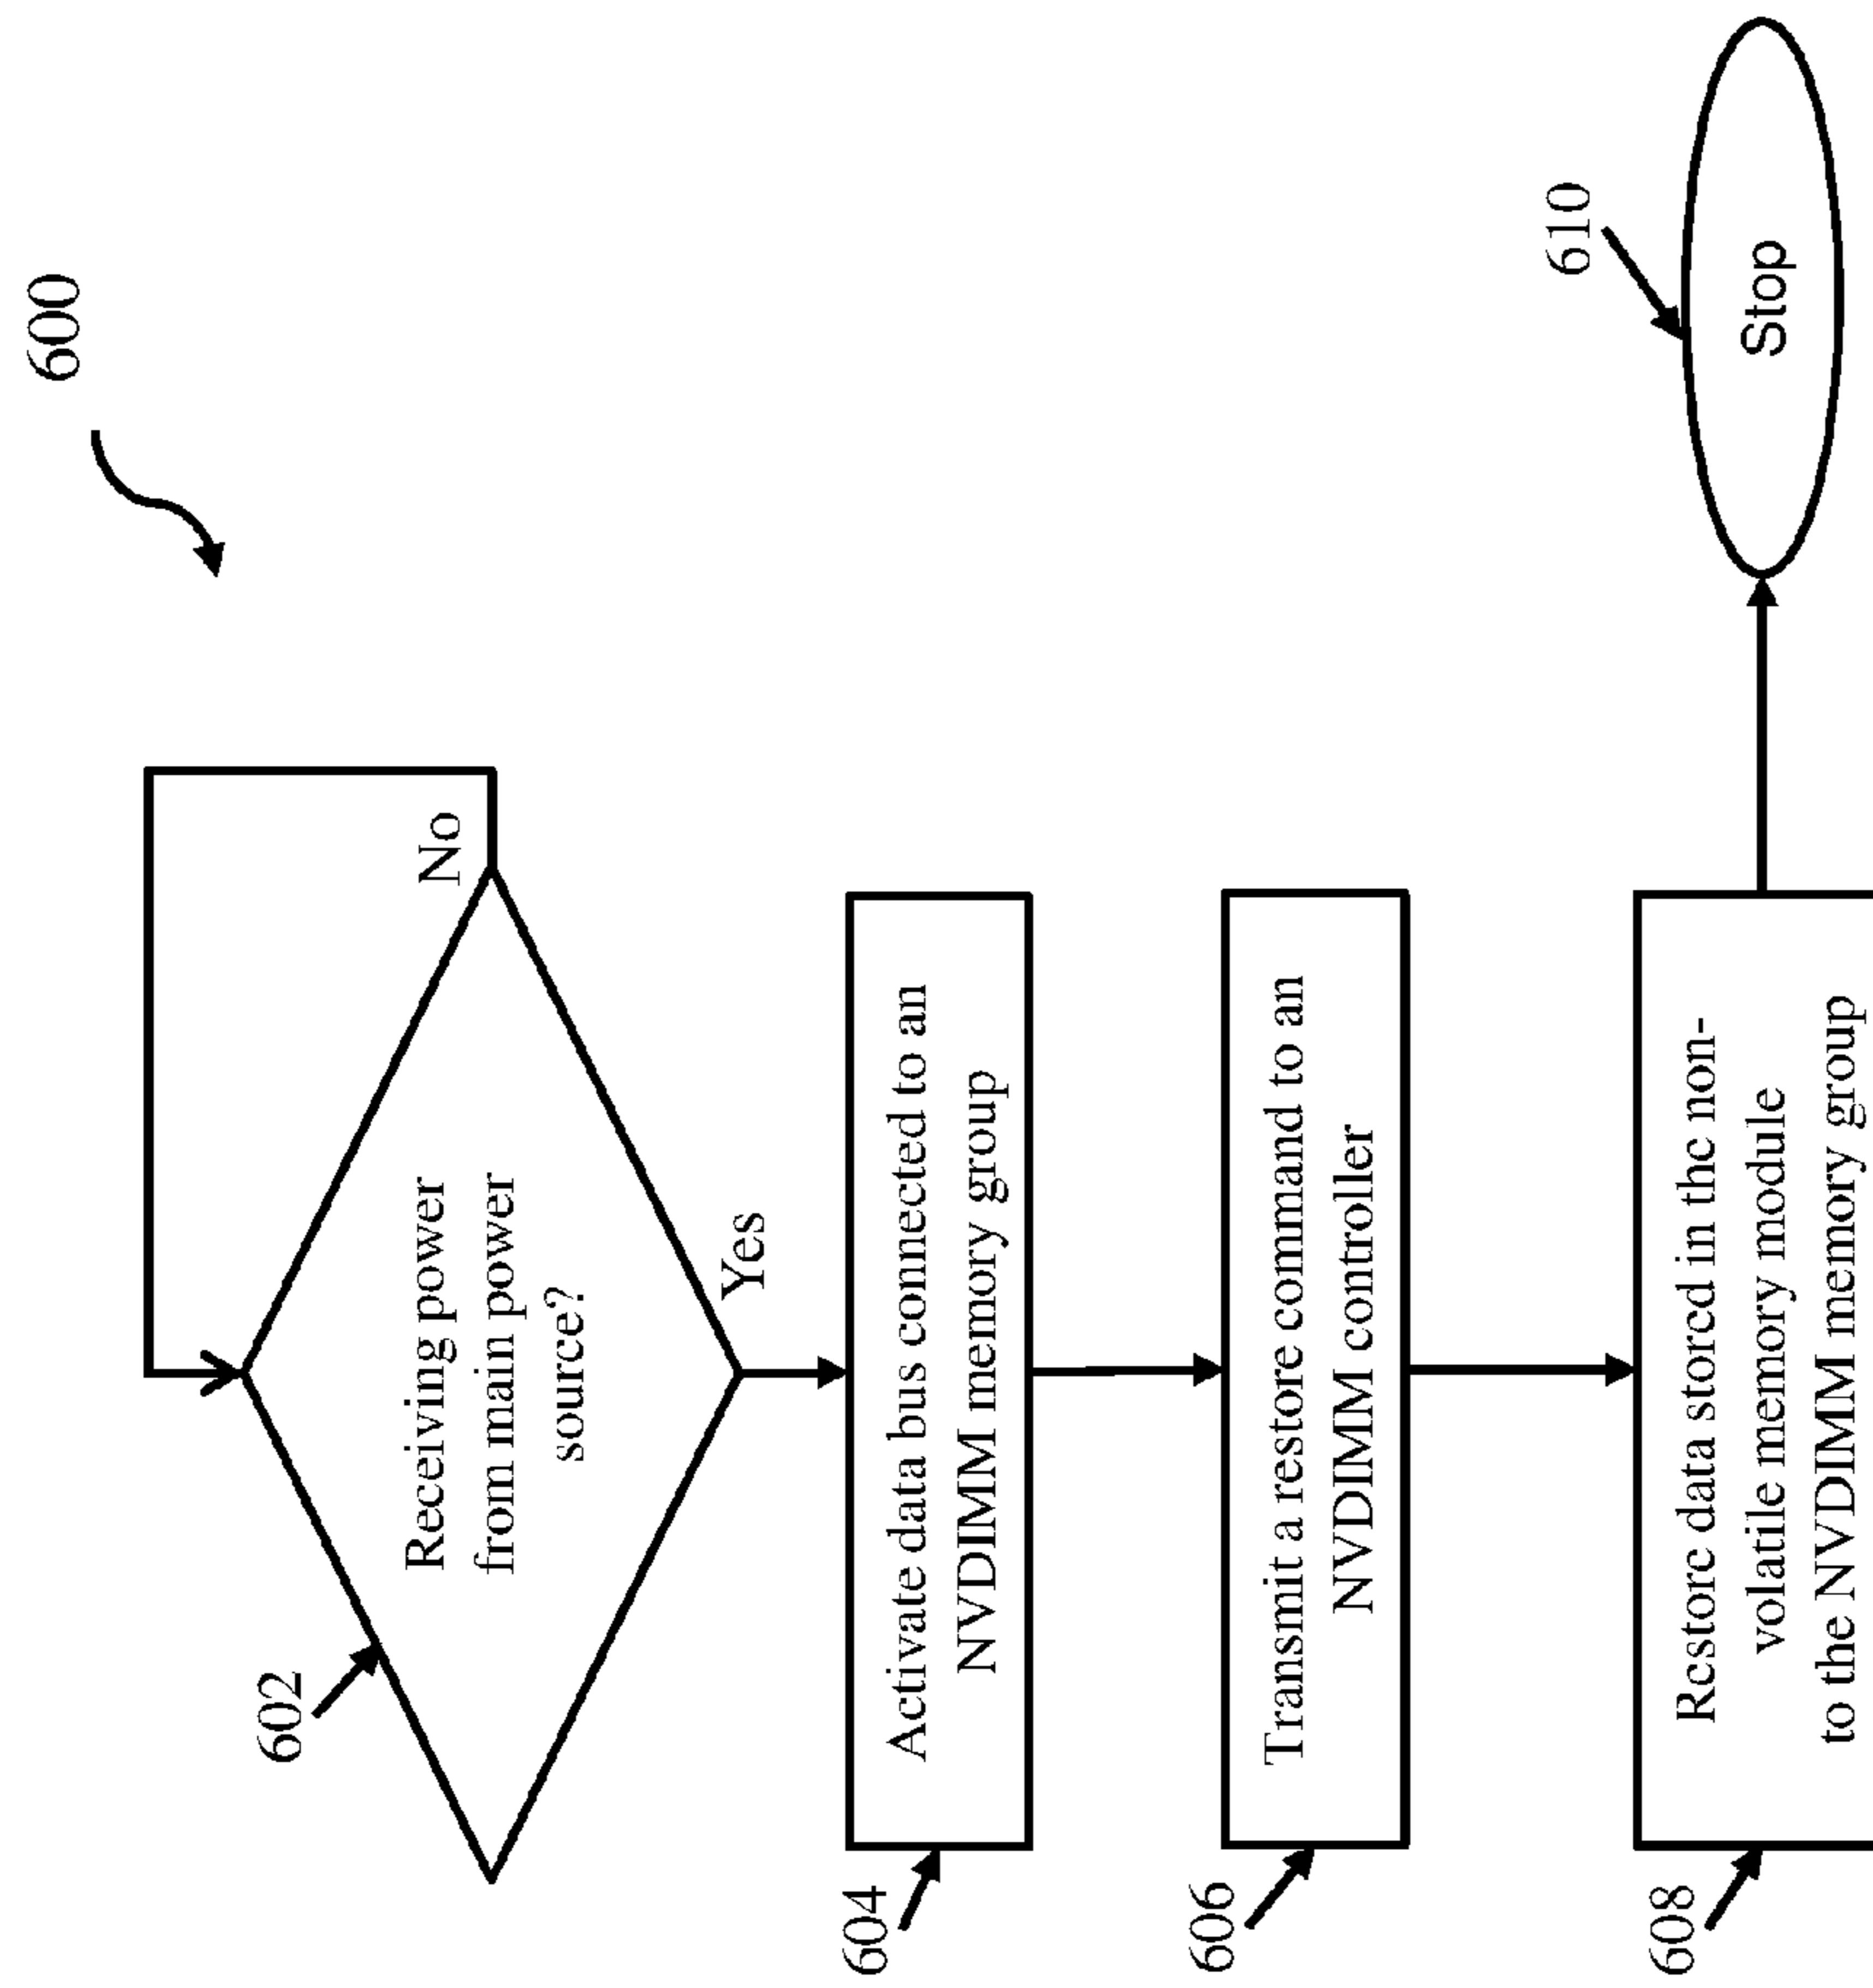 600
602
Receiving power
from main power
source?
No
Yes
604
Activate data bus connected to an
NVDIMM memory group
606
Transmit a restore command to an
NVDIMM controller
608
Restore data stored in the non-
volatile memory module
to the NVDIMM memory group
610
Stop